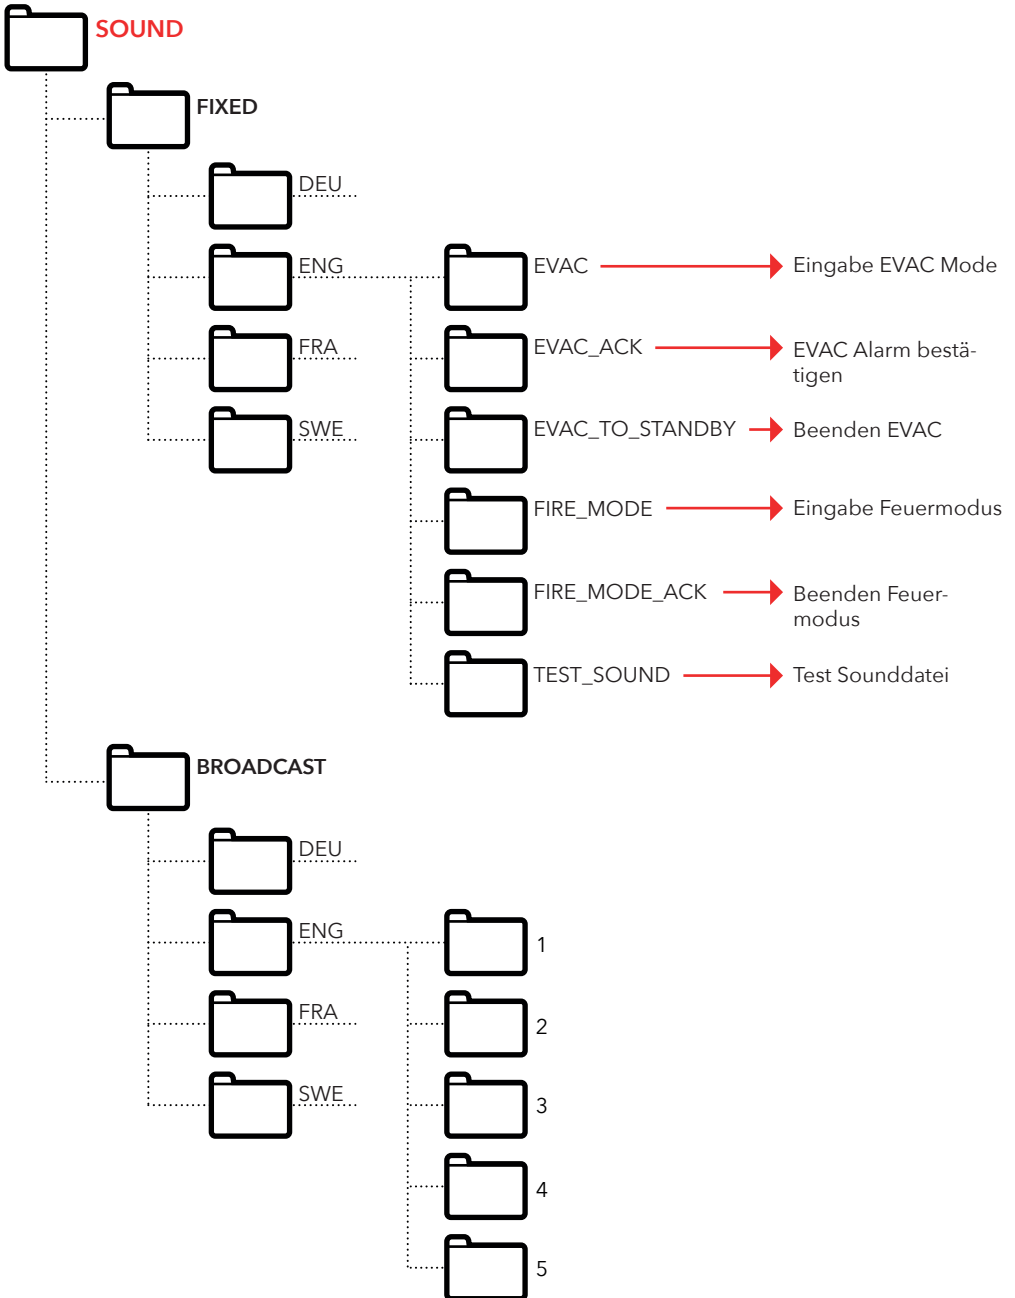 SOUND
FIXED
DEU
ENG
EVAC
Eingabe EVAC Mode
FRA
EVAC_ACK
EVAC Alarm bestä-
tigen
SWE
EVAC_TO_STANDBY
Beenden EVAC
FIRE_MODE
Eingabe Feuermodus
FIRE_MODE_ACK
Beenden Feuer-
modus
TEST_SOUND
Test Sounddatei
BROADCAST
DEU
ENG
1
FRA
2
SWE
3
4
5